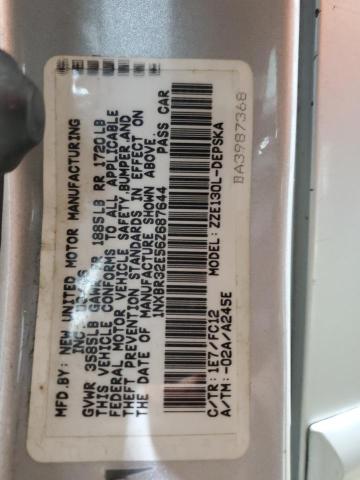 MFD.BY: NEW UNITED MOTOR MANUFACTURING
INC.
GVWR 3585LB GAWR FR 1885LB RR 1720LB
THIS VEHICLE CONFORMS TO ALL APPLICABLE
FEDERAL MOTOR VEHICLE SAFETY,BUMPER,AND
THEFT PREVENTION STANDARDS IN EFFECT ON
THE DATE OF MANUFACTURE SHOWN ABOVE.
1NXBR32E56Z687644 PASS CAR
MODEL: ZZE130L-DEPSKA
BA3987368
C/TR: 1E7/FC12
A/TM: -02A/A245E